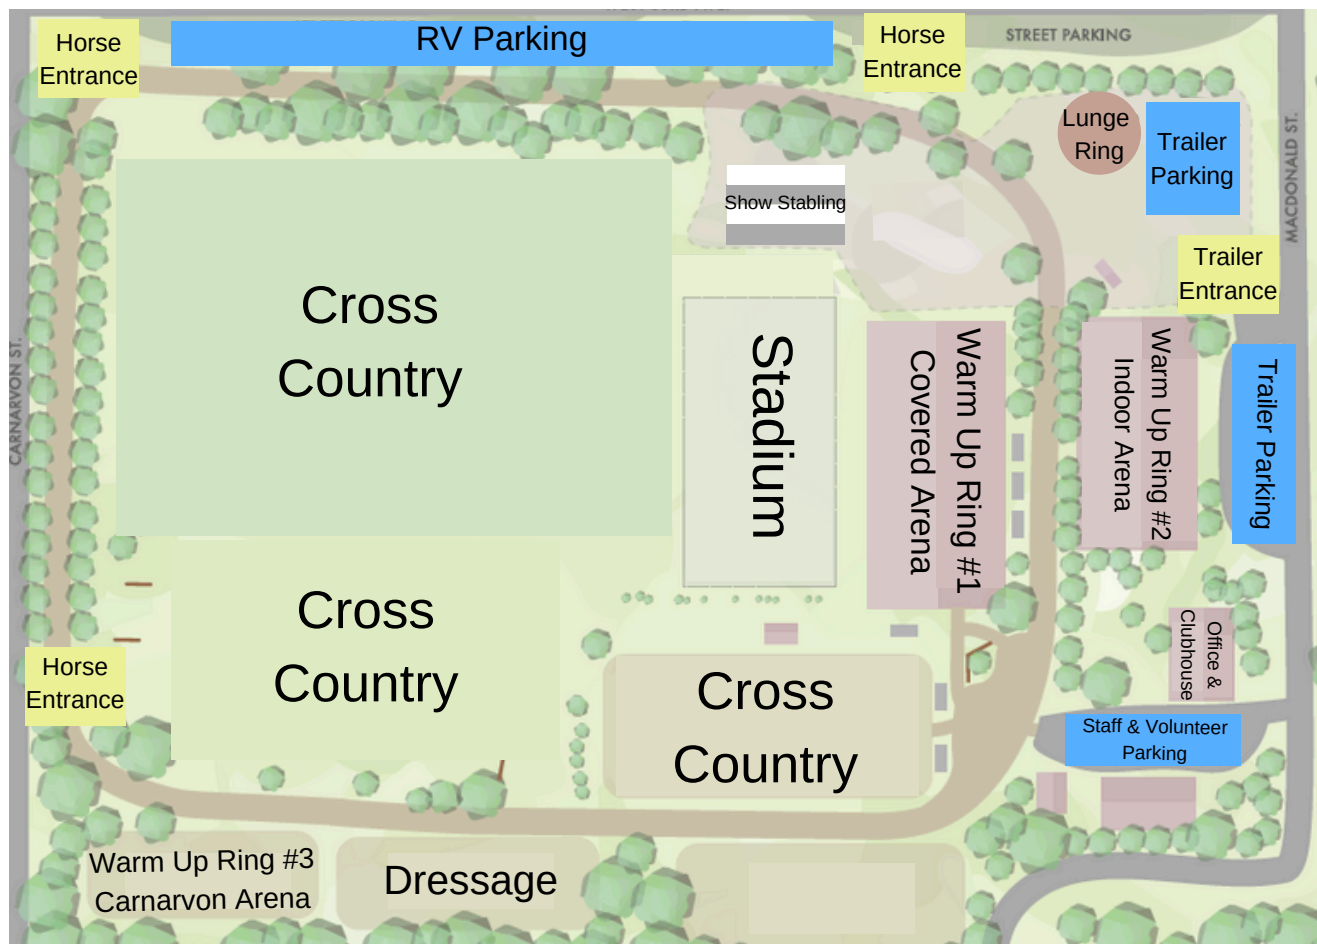 Horse
Entrance
RV Parking
Horse
Entrance
STREET PARKING
Lunge
Ring
Trailer
Parking
MACDONALD ST.
Show Stabling
Trailer
Entrance
Cross
Country
Stadium
Warm Up Ring #1
Covered Arena
Warm Up Ring #2
Indoor Arena
Trailer Parking
CARNARVON ST.
Cross
Country
Office &
Clubhouse
Horse
Entrance
Cross
Country
Staff & Volunteer
Parking
Warm Up Ring #3
Carnarvon Arena
Dressage